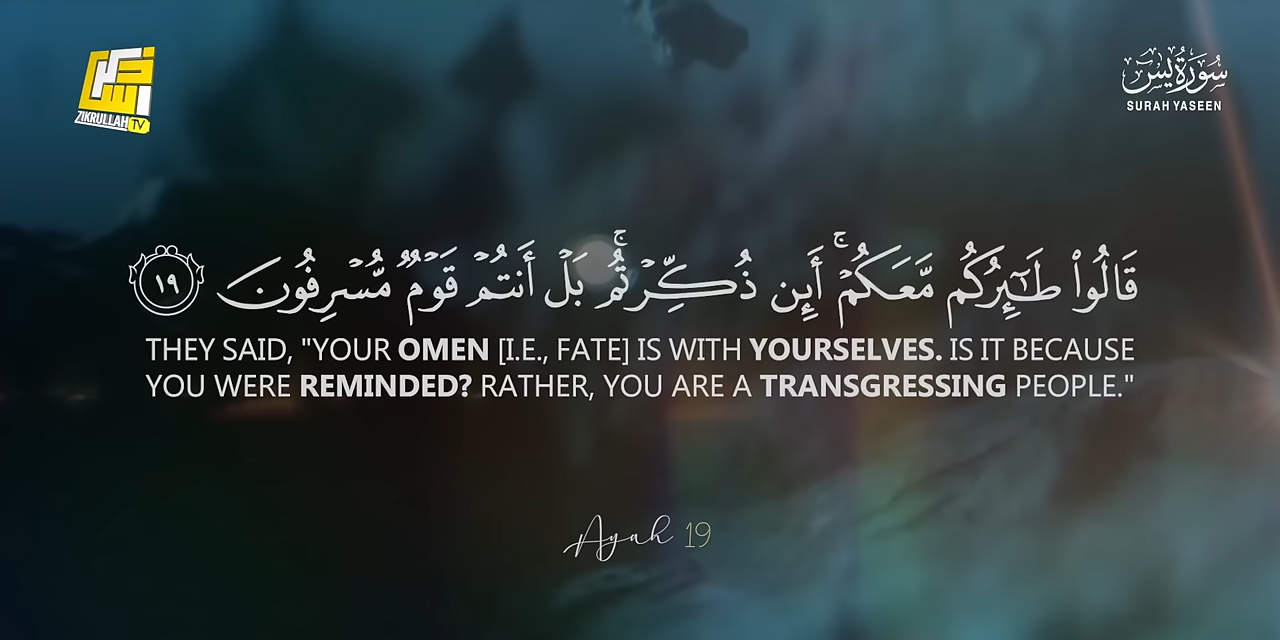 ذكر الله
ZIKRULLAH TV
سُورَةُ يس
SURAH YASEEN
قَالُوا۟ طَـٰٓئِرُكُم مَّعَكُمْ ۚ أَئِن ذُكِّرْتُم ۚ بَلْ أَنتُمْ قَوْمٌ مُّسْرِفُونَ ١٩
THEY SAID, "YOUR OMEN [I.E., FATE] IS WITH YOURSELVES. IS IT BECAUSE
YOU WERE REMINDED? RATHER, YOU ARE A TRANSGRESSING PEOPLE."
Ayah 19